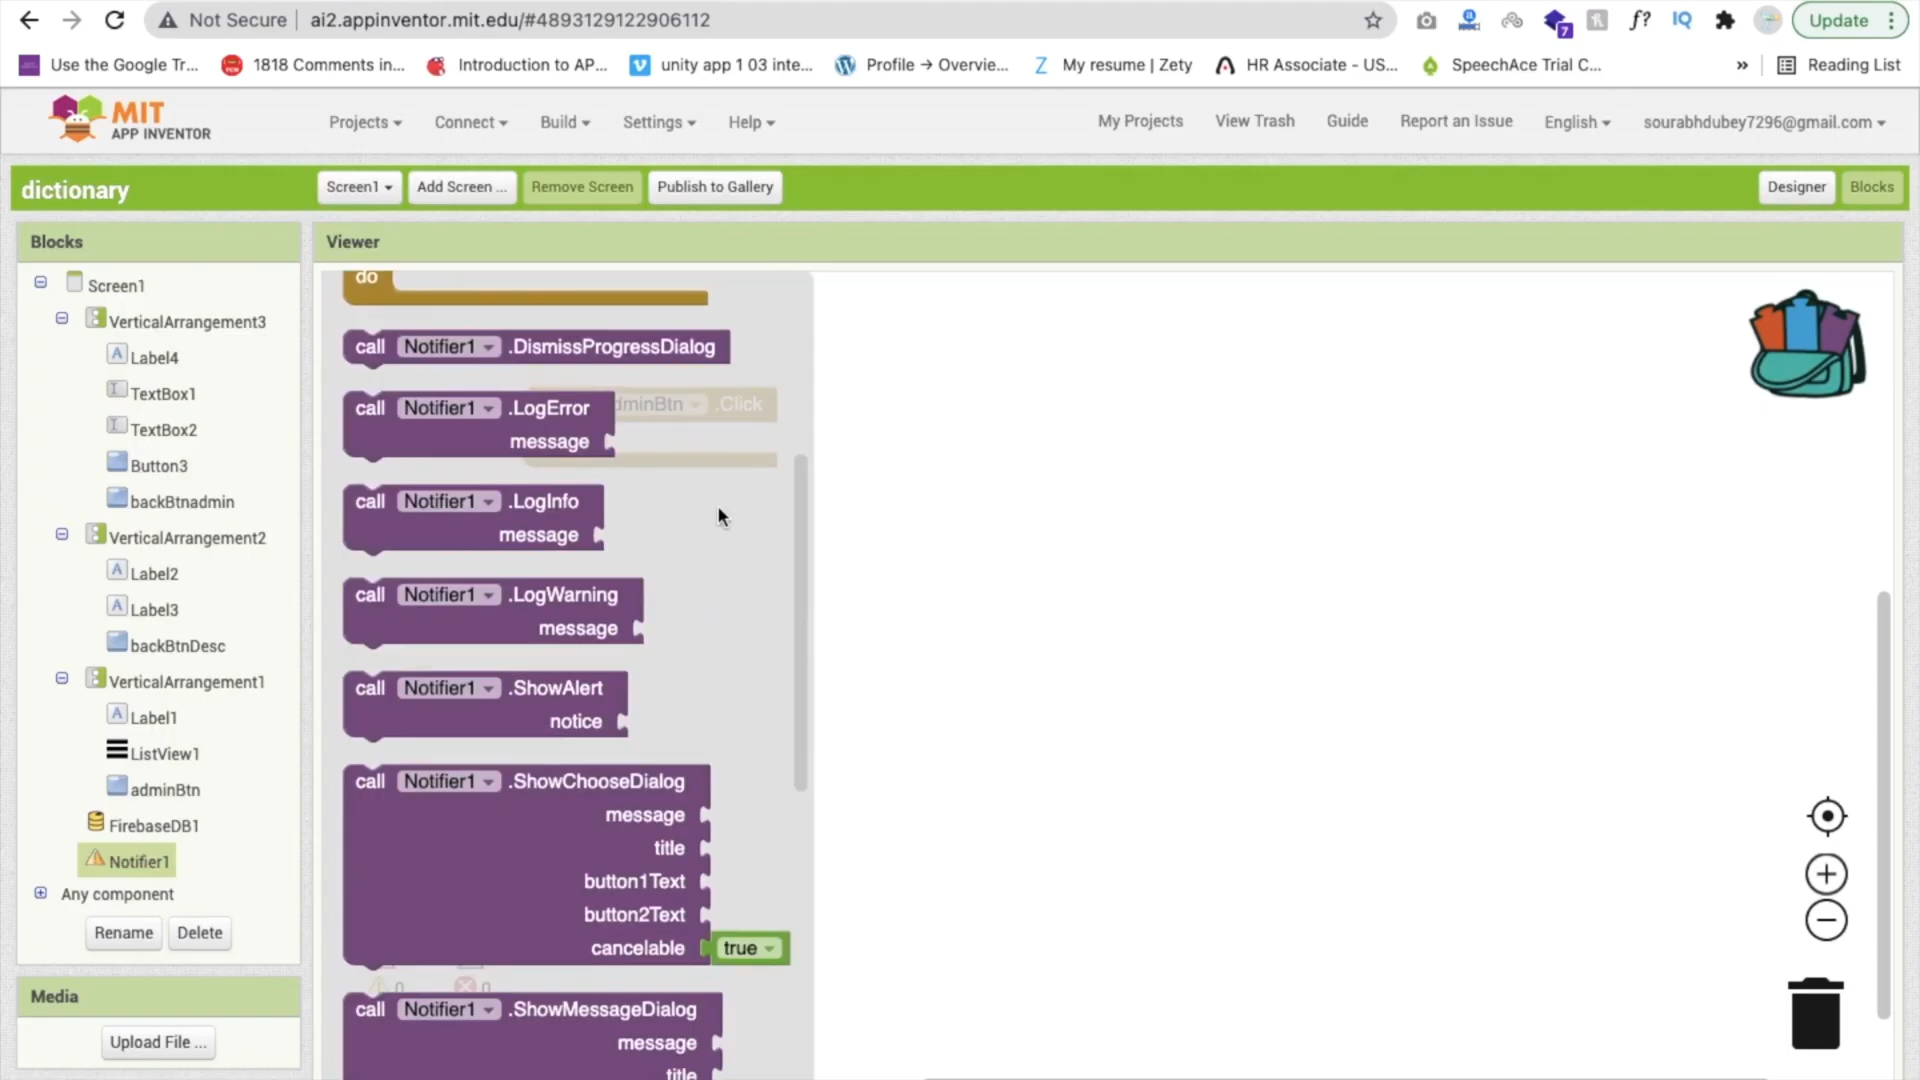 Not Secure
ai2.appinventor.mit.edu/#4893129122906112
7
f?
IQ
Update
Use the Google Tr...
1818 Comments in...
Introduction to AP...
unity app 1 03 inte...
Profile → Overvie...
Z My resume | Zety
HR Associate - US...
SpeechAce Trial C...
»
Reading List
MIT
APP INVENTOR
Projects
Connect
Build
Settings
Help
My Projects
View Trash
Guide
Report an Issue
English
sourabhdubey7296@gmail.com
dictionary
Screen1
Add Screen ...
Remove Screen
Publish to Gallery
Designer
Blocks
Blocks
Screen1
VerticalArrangement3
A Label4
TextBox1
TextBox2
Button3
backBtnadmin
VerticalArrangement2
A Label2
A Label3
backBtnDesc
VerticalArrangement1
A Label1
ListView1
adminBtn
FirebaseDB1
Notifier1
Any component
Rename
Delete
Media
Upload File ...
Viewer
do
call Notifier1 .DismissProgressDialog
dminBtn .Click
call Notifier1 .LogError
message
call Notifier1 .LogInfo
message
call Notifier1 .LogWarning
message
call Notifier1 .ShowAlert
notice
call Notifier1 .ShowChooseDialog
message
title
button1Text
button2Text
cancelable true
0 0
call Notifier1 .ShowMessageDialog
message
title